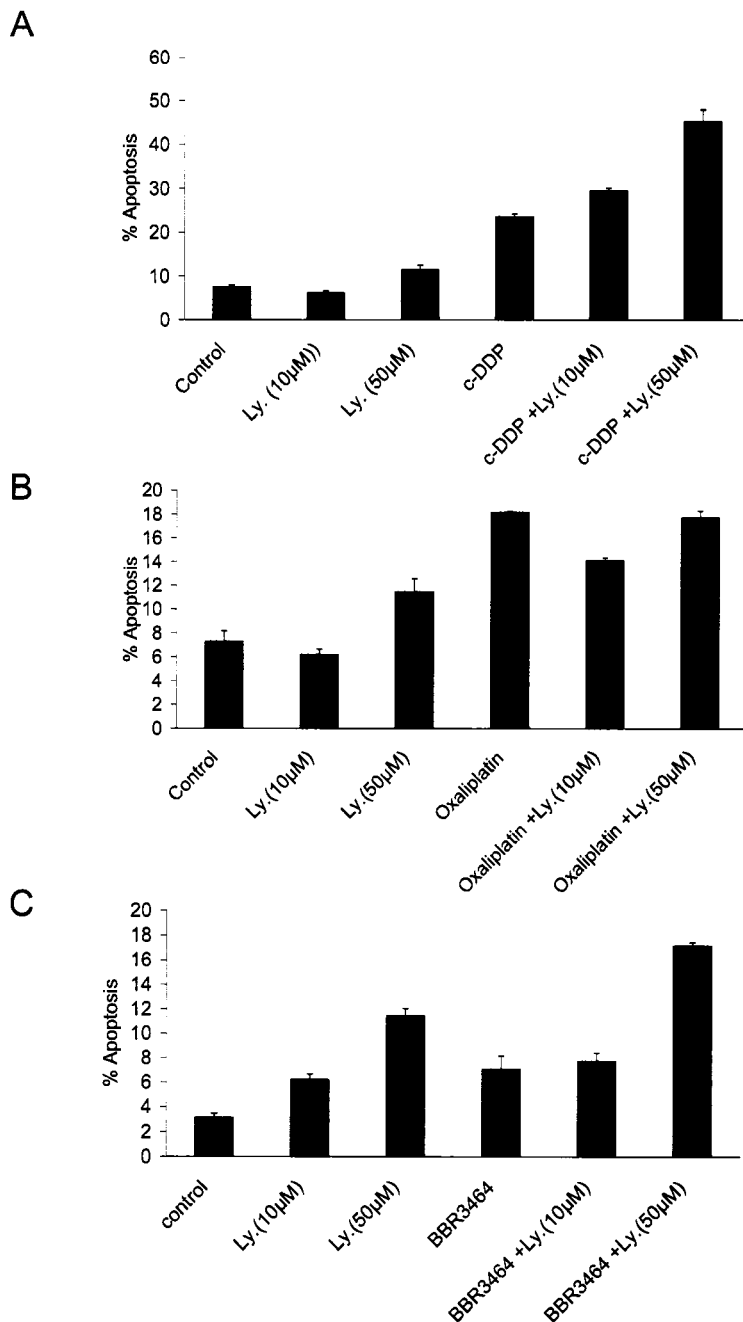 A
% Apoptosis
60
50
40
30
20
10
0
Control
Ly. (10µM))
Ly. (50µM)
c-DDP
c-DDP +Ly.(10µM)
c-DDP +Ly.(50µM)
B
% Apoptosis
20
18
16
14
12
10
8
6
4
2
0
Control
Ly.(10µM)
Ly.(50µM)
Oxaliplatin
Oxaliplatin +Ly.(10µM)
Oxaliplatin +Ly.(50µM)
C
% Apoptosis
20
18
16
14
12
10
8
6
4
2
0
control
Ly.(10µM)
Ly.(50µM)
BBR3464
BBR3464 +Ly.(10µM)
BBR3464 +Ly.(50µM)